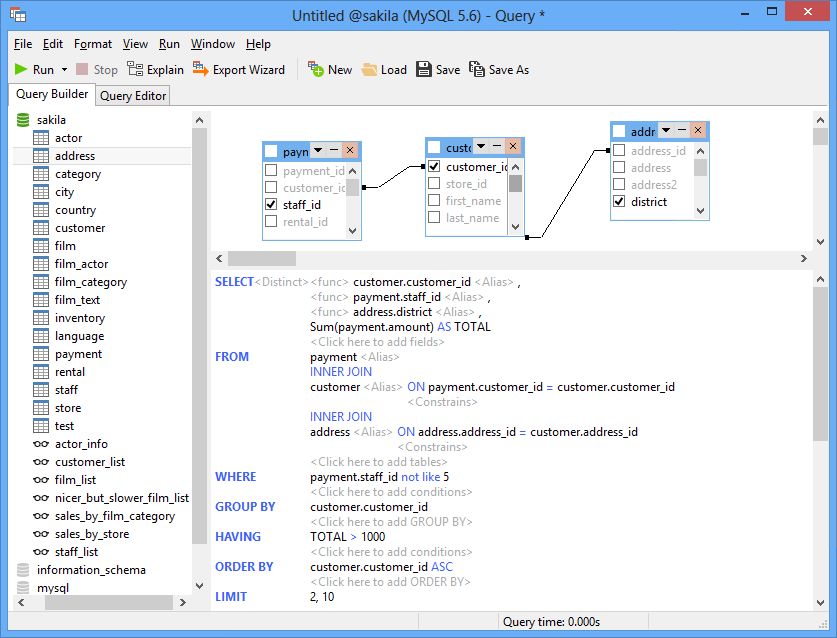 Untitled @sakila (MySQL 5.6) - Query *
File Edit Format View Run Window Help
Run Stop Explain Export Wizard New Load Save Save As
Query Builder Query Editor
sakila
actor
address
category
city
country
customer
film
film_actor
film_category
film_text
inventory
language
payment
rental
staff
store
test
actor_info
customer_list
film_list
nicer_but_slower_film_list
sales_by_film_category
sales_by_store
staff_list
information_schema
mysql
payn
payment_id
customer_id
staff_id
rental_id
custo
customer_id
store_id
first_name
last_name
addr
address_id
address
address2
district
SELECT <Distinct> <func> customer.customer_id <Alias> ,
<func> payment.staff_id <Alias> ,
<func> address.district <Alias> ,
Sum(payment.amount) AS TOTAL
<Click here to add fields>
FROM payment <Alias>
INNER JOIN
customer <Alias> ON payment.customer_id = customer.customer_id
<Constrains>
INNER JOIN
address <Alias> ON address.address_id = customer.address_id
<Constrains>
<Click here to add tables>
WHERE payment.staff_id not like 5
<Click here to add conditions>
GROUP BY customer.customer_id
<Click here to add GROUP BY>
HAVING TOTAL > 1000
<Click here to add conditions>
ORDER BY customer.customer_id ASC
<Click here to add ORDER BY>
LIMIT 2, 10
Query time: 0.000s